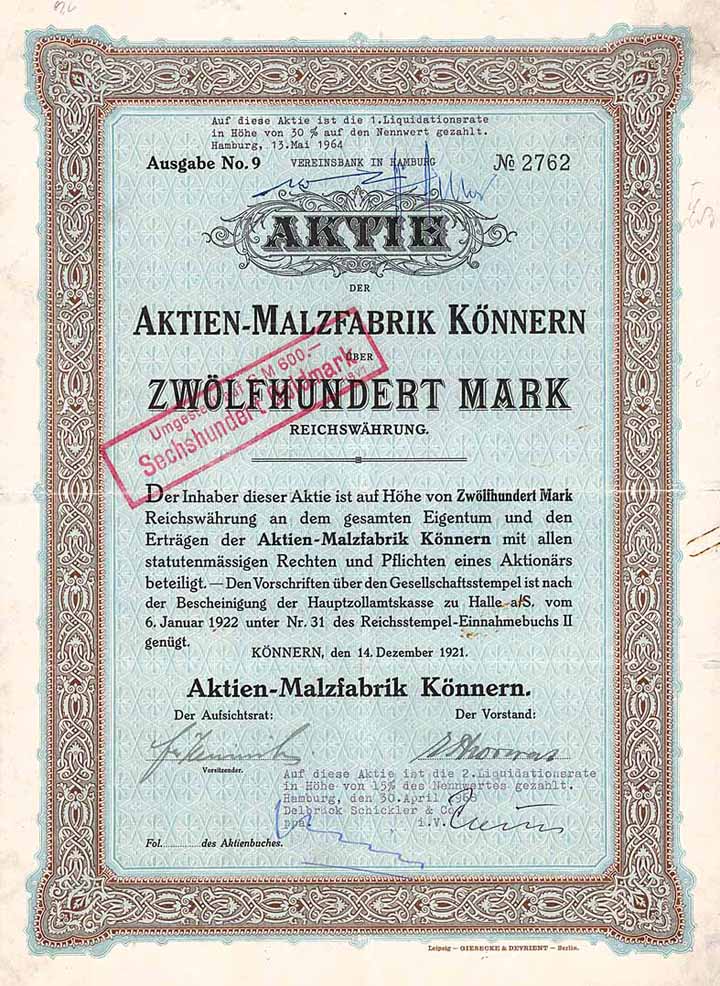 Auf diese Aktie ist die 1.Liquidationsrate
in Höhe von 30 % auf den Nennwert gezahlt.
Hamburg, 13.Mai 1964
Ausgabe No. 9 VEREINSBANK IN HAMBURG № 2762
AKTIE
DER
AKTIEN-MALZFABRIK KÖNNERN
ÜBER
ZWÖLFHUNDERT MARK
REICHSWÄHRUNG.
M 600.—
Sechshundert Goldmark
Der Inhaber dieser Aktie ist auf Höhe von Zwölfhundert Mark
Reichswährung an dem gesamten Eigentum und den
Erträgen der Aktien-Malzfabrik Könnern mit allen
statutenmässigen Rechten und Pflichten eines Aktionärs
beteiligt. — Den Vorschriften über den Gesellschaftsstempel ist nach
der Bescheinigung der Hauptzollamtskasse zu Halle a/S. vom
6. Januar 1922 unter Nr. 31 des Reichsstempel-Einnahmebuchs II
genügt.
KÖNNERN, den 14. Dezember 1921.
Aktien-Malzfabrik Könnern.
Der Aufsichtsrat: Der Vorstand:
Vorsitzender.
Auf diese Aktie ist die 2.Liquidationsrate
in Höhe von 15% des Nennwertes gezahlt.
Hamburg, den 30.April 1968
Delbrück Schickler & Co.
ppa. i.V.
Fol. ........... des Aktienbuches.
Leipzig — GIESECKE & DEVRIENT — Berlin.